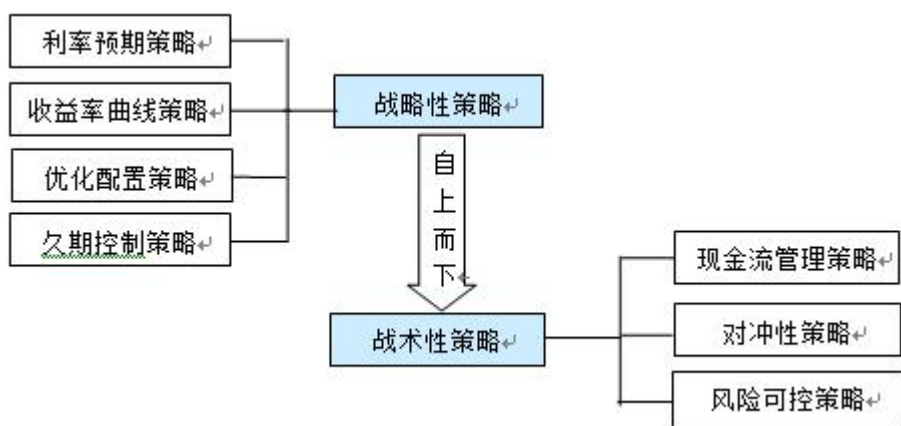 利率预期策略
收益率曲线策略
优化配置策略
久期控制策略
战略性策略
自
上
而
下
战术性策略
现金流管理策略
对冲性策略
风险可控策略